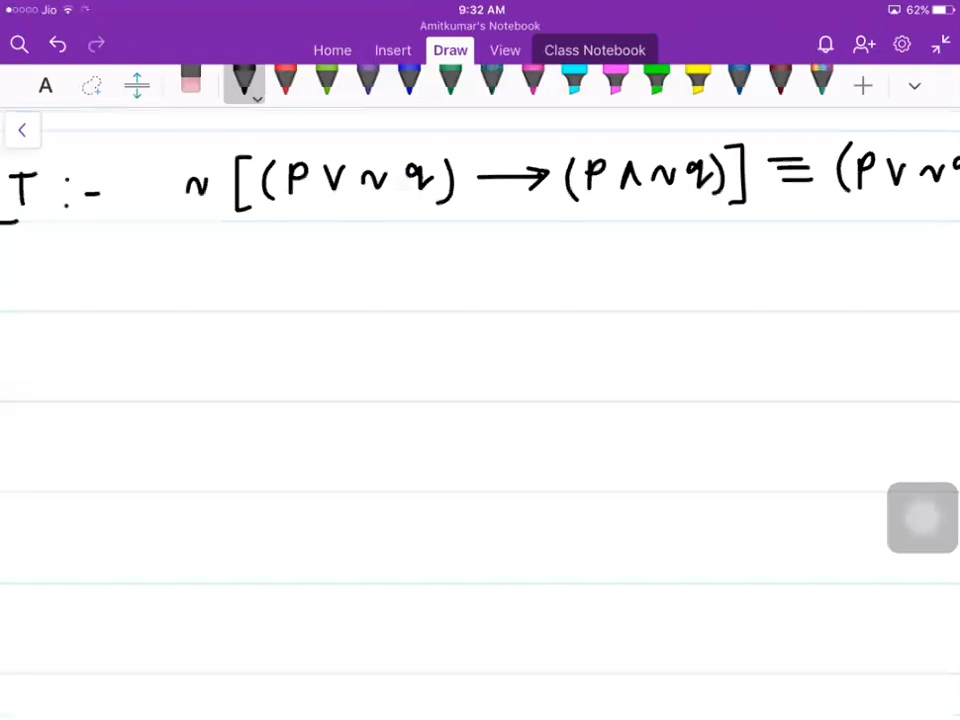 Jio 9:32 AM 62%
Amitkumar's Notebook
Home Insert Draw View Class Notebook
A
T :- ~ [(P ∨ ~ q) ⟶ (P ∧ ~ q)] ≡ (P ∨ ~ q